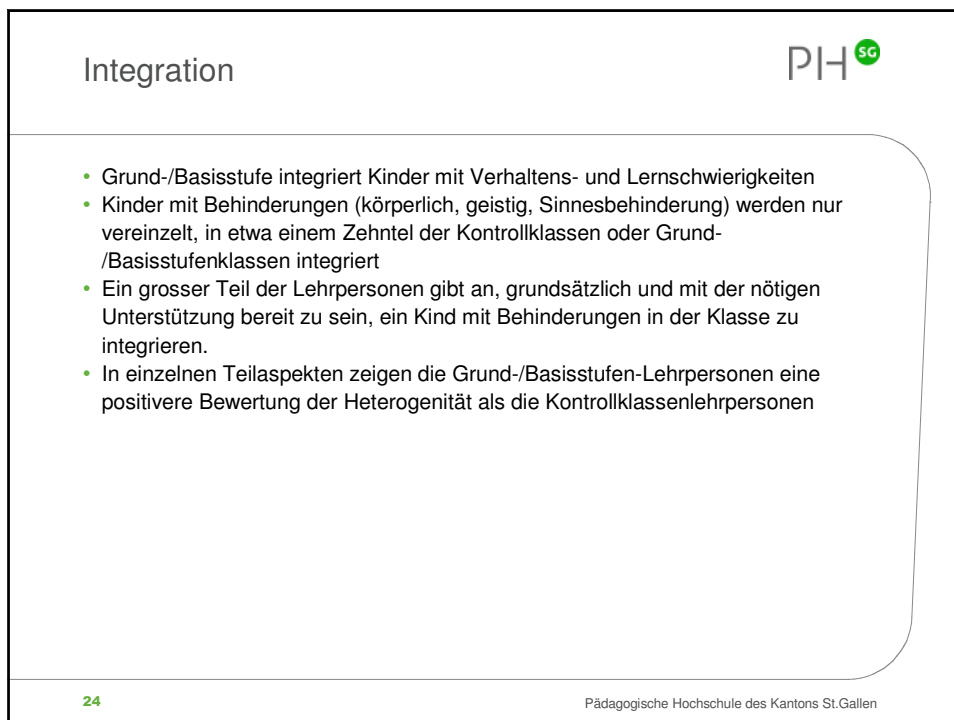 Integration
PH SG
• Grund-/Basisstufe integriert Kinder mit Verhaltens- und Lernschwierigkeiten
• Kinder mit Behinderungen (körperlich, geistig, Sinnesbehinderung) werden nur
vereinzelt, in etwa einem Zehntel der Kontrollklassen oder Grund-
/Basisstufenklassen integriert
• Ein grosser Teil der Lehrpersonen gibt an, grundsätzlich und mit der nötigen
Unterstützung bereit zu sein, ein Kind mit Behinderungen in der Klasse zu
integrieren.
• In einzelnen Teilaspekten zeigen die Grund-/Basisstufen-Lehrpersonen eine
positivere Bewertung der Heterogenität als die Kontrollklassenlehrpersonen
24
Pädagogische Hochschule des Kantons St.Gallen